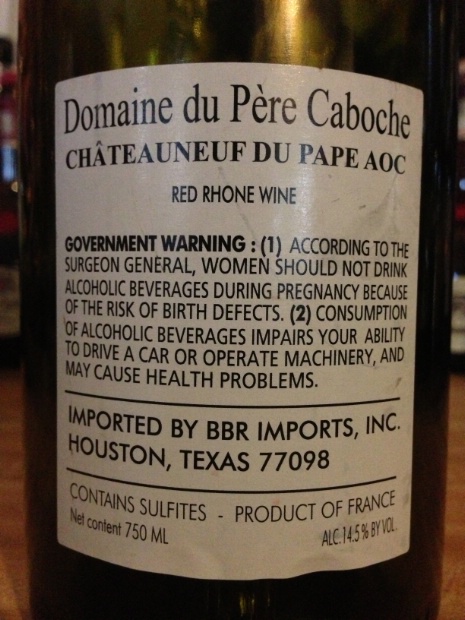 Domaine du Père Caboche
CHÂTEAUNEUF DU PAPE AOC
RED RHONE WINE
GOVERNMENT WARNING : (1) ACCORDING TO THE
SURGEON GENERAL, WOMEN SHOULD NOT DRINK
ALCOHOLIC BEVERAGES DURING PREGNANCY BECAUSE
OF THE RISK OF BIRTH DEFECTS. (2) CONSUMPTION
OF ALCOHOLIC BEVERAGES IMPAIRS YOUR ABILITY
TO DRIVE A CAR OR OPERATE MACHINERY, AND
MAY CAUSE HEALTH PROBLEMS.
IMPORTED BY BBR IMPORTS, INC.
HOUSTON, TEXAS 77098
CONTAINS SULFITES - PRODUCT OF FRANCE
Net content 750 ML ALC.14.5 % BY VOL.